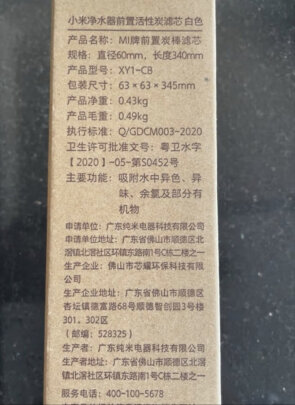 小米净水器前置活性炭滤芯 白色
产品名称：MI牌前置炭棒滤芯
规格：直径60mm，长度340mm
产品型号：XY1-CB
包装尺寸：63×63×345mm
产品净重：0.43kg
产品毛重：0.49kg
执行标准：Q/GDCM003-2020
卫生许可批准文号：粤卫水字
【2020】-05-第S0452号
主要功能：吸附水中异色、异
味、余氯及部分有
机物
申请单位：广东纯米电器科技有限公司
申请单位地址：广东省佛山市顺德区北
滘镇北滘社区环镇东路南1号C栋二楼之一
生产企业：佛山市芯耀环保科技有限公
司
生产企业地址：广东省佛山市顺德区
杏坛镇德富路68号顺德智创园3号楼
301、302区
（邮编：528325）
生产者：广东纯米电器科技有限公司
生产者地址：广东省佛山市顺德区北滘
镇北滘社区环镇东路南1号C栋二楼之一
服务电话：400-100-5678